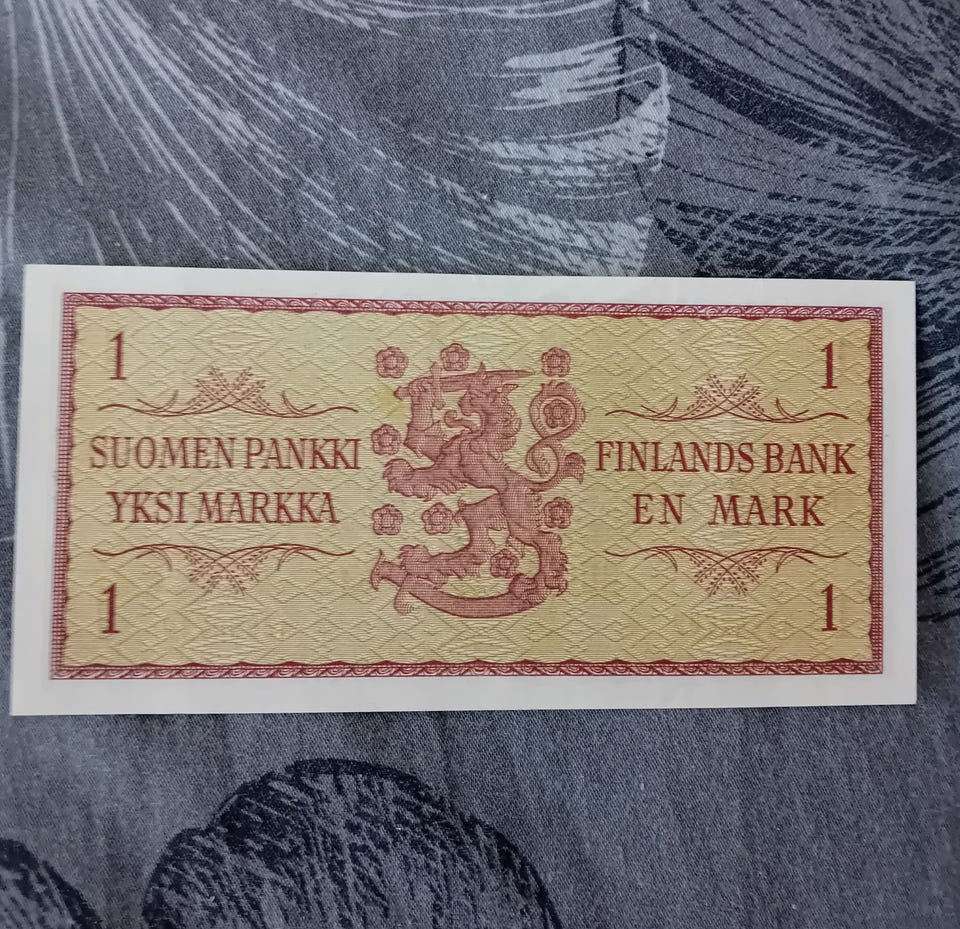 1
1
SUOMEN PANKKI
YKSI MARKKA
FINLANDS BANK
EN MARK
1
1